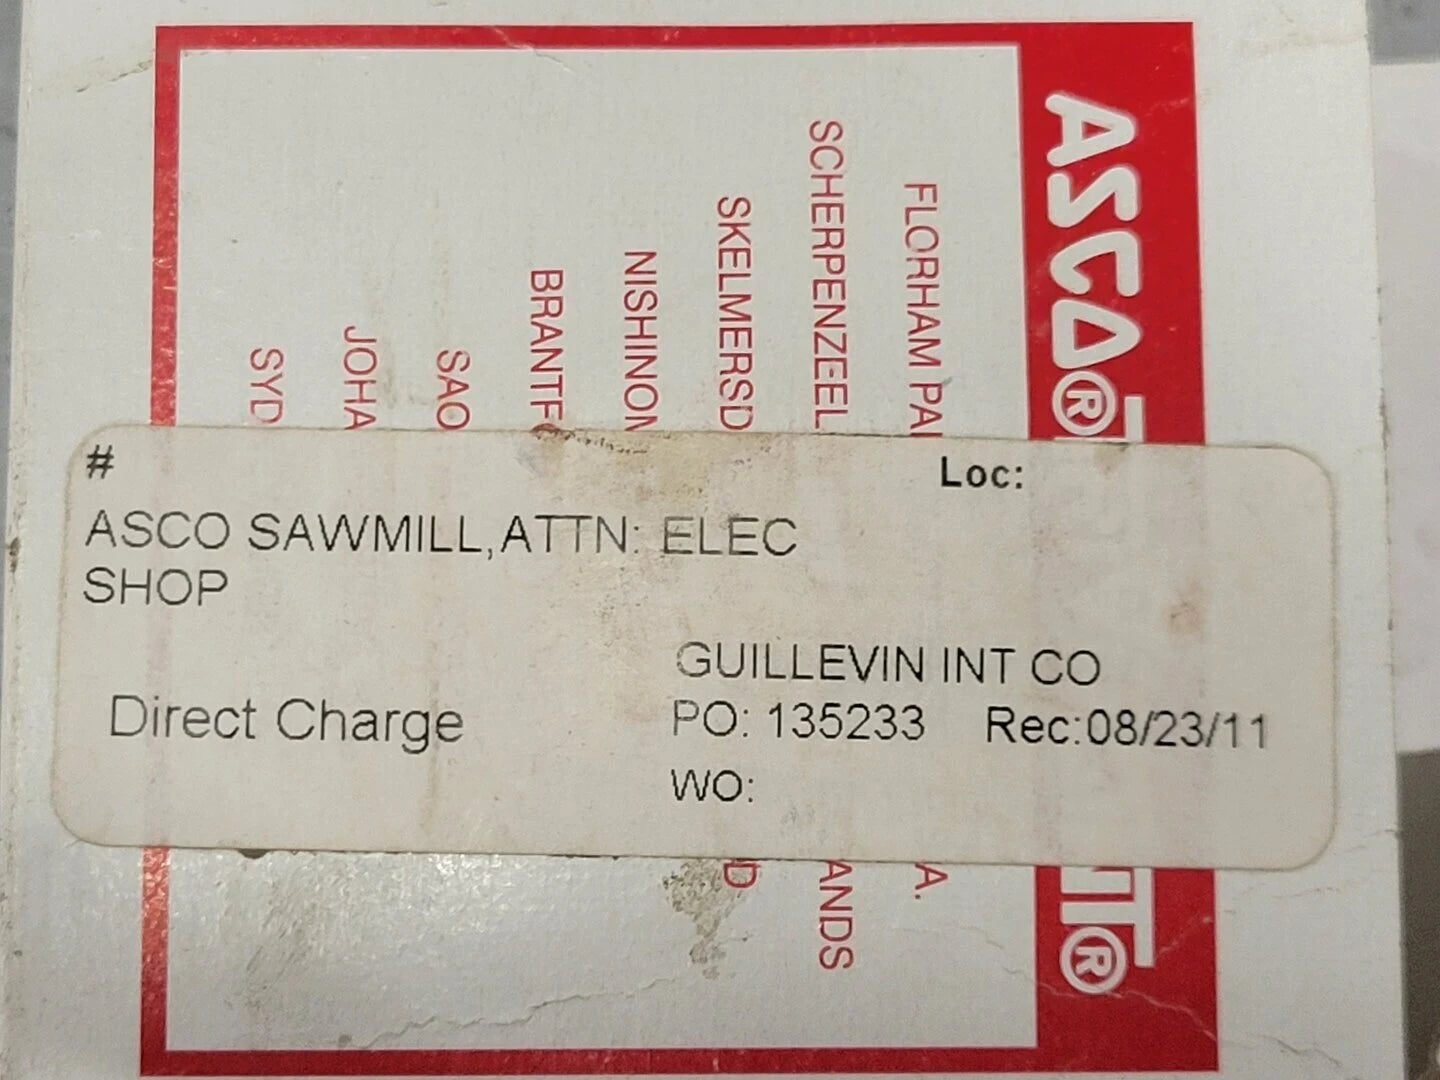 # Loc:
ASCO SAWMILL,ATTN: ELEC
SHOP
GUILLEVIN INT CO
Direct Charge PO: 135233 Rec:08/23/11
WO:
ASCO®
®
FLORHAM PA A.
SCHERPENZEEL ANDS
SKELMERSD D
NISHINOM
BRANTF
SAO
JOHA
SYD